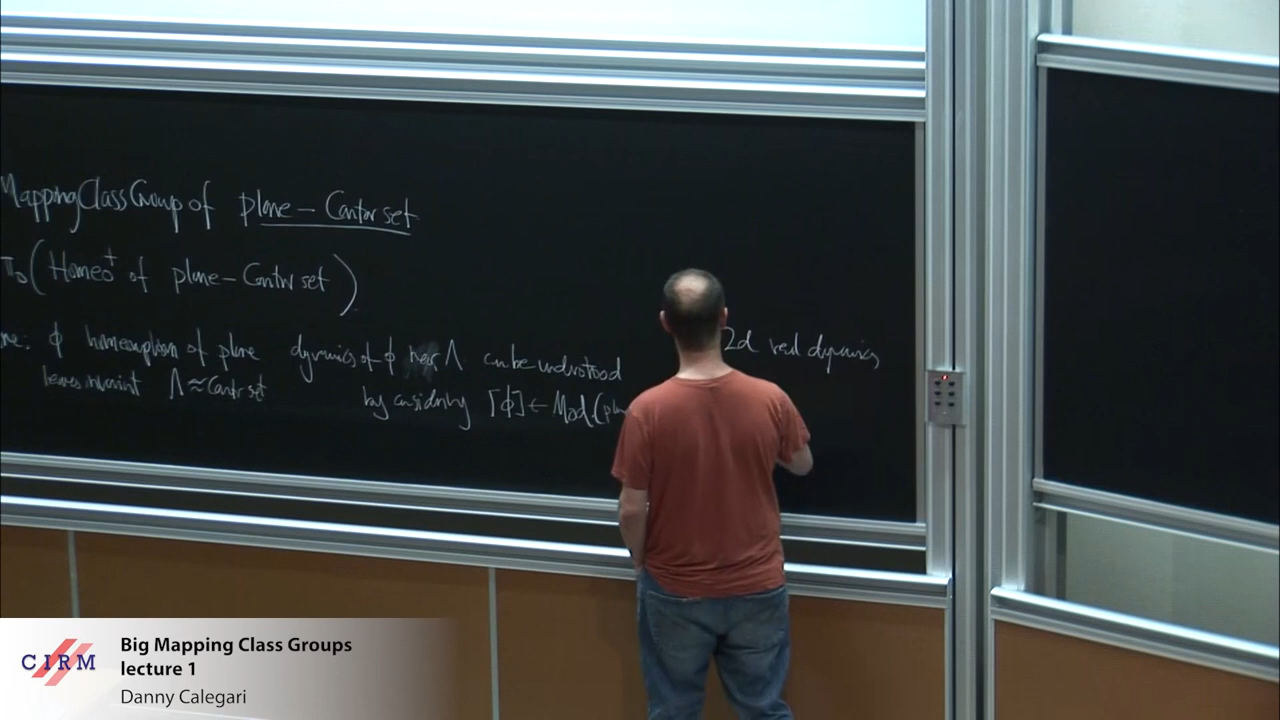 Mapping Class Group of plane – Cantor set
π₀(Homeo⁺ of plane – Cantor set)
φ homeomorphism of plane dynamics of φ near Λ can be understood 2d real dynamics
leaves invariant Λ ≈ Cantor set by considering [φ] ∈ Mod(
CIRM
Big Mapping Class Groups
lecture 1
Danny Calegari